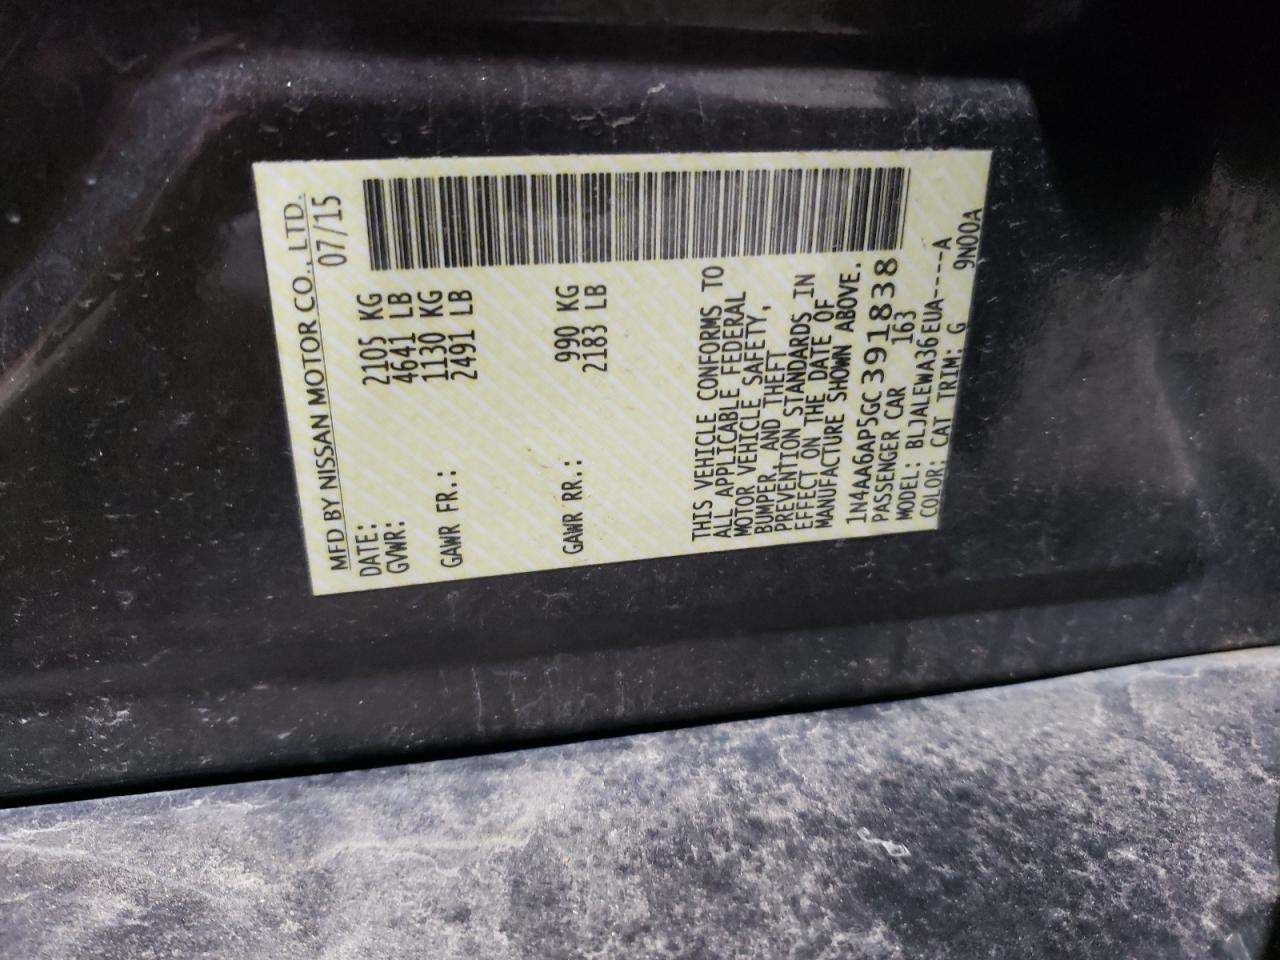 MFD BY NISSAN MOTOR CO., LTD.
DATE: 07/15
GVWR: 2105 KG
4641 LB
GAWR FR.: 1130 KG
2491 LB
GAWR RR.: 990 KG
2183 LB
THIS VEHICLE CONFORMS TO
ALL APPLICABLE FEDERAL
MOTOR VEHICLE SAFETY,
BUMPER, AND THEFT
PREVENTION STANDARDS IN
EFFECT ON THE DATE OF
MANUFACTURE SHOWN ABOVE.
1N4AA6AP5GC391838
PASSENGER CAR 163
MODEL: BLJALEWA36EUA----A
COLOR: CAT TRIM: G 9N00A